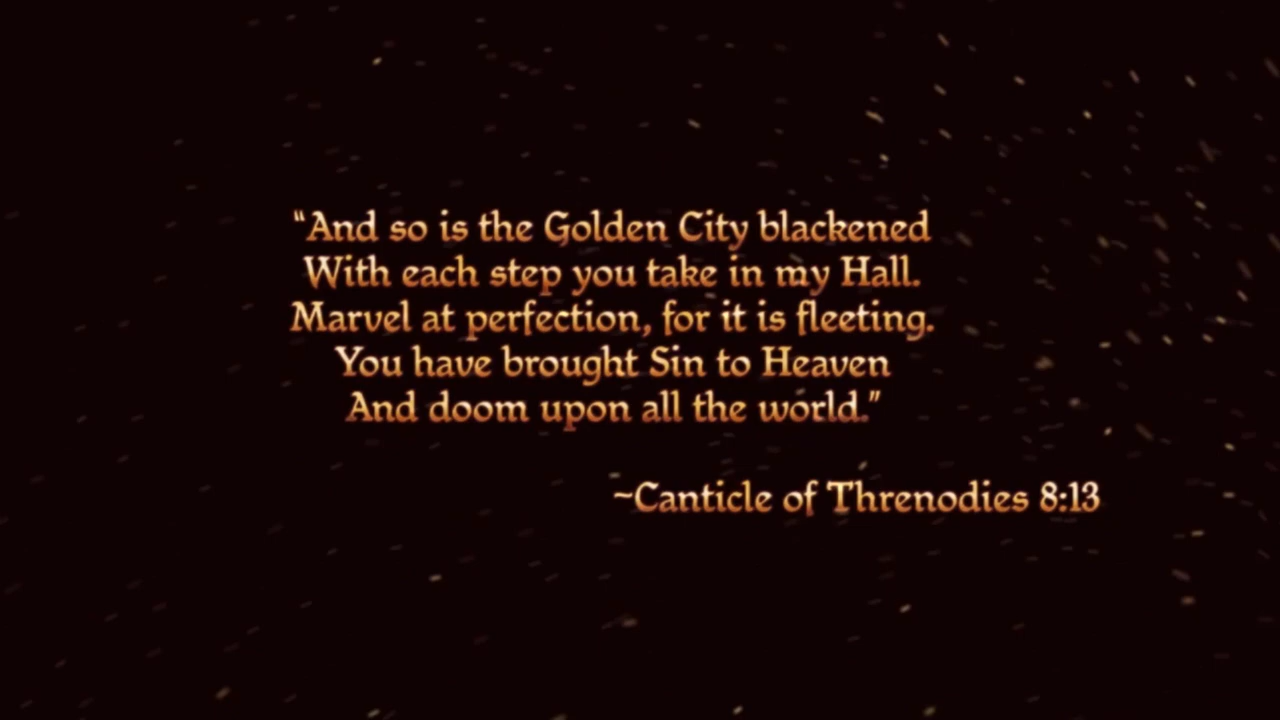 “And so is the Golden City blackened
With each step you take in my Hall.
Marvel at perfection, for it is fleeting.
You have brought Sin to Heaven
And doom upon all the world.”
~Canticle of Threnodies 8:13